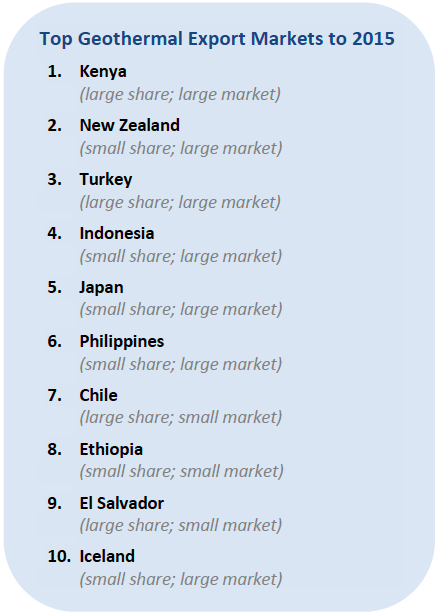 Top Geothermal Export Markets to 2015
1. Kenya
(large share; large market)
2. New Zealand
(small share; large market)
3. Turkey
(large share; large market)
4. Indonesia
(small share; large market)
5. Japan
(small share; large market)
6. Philippines
(small share; large market)
7. Chile
(large share; small market)
8. Ethiopia
(small share; small market)
9. El Salvador
(large share; small market)
10. Iceland
(small share; large market)